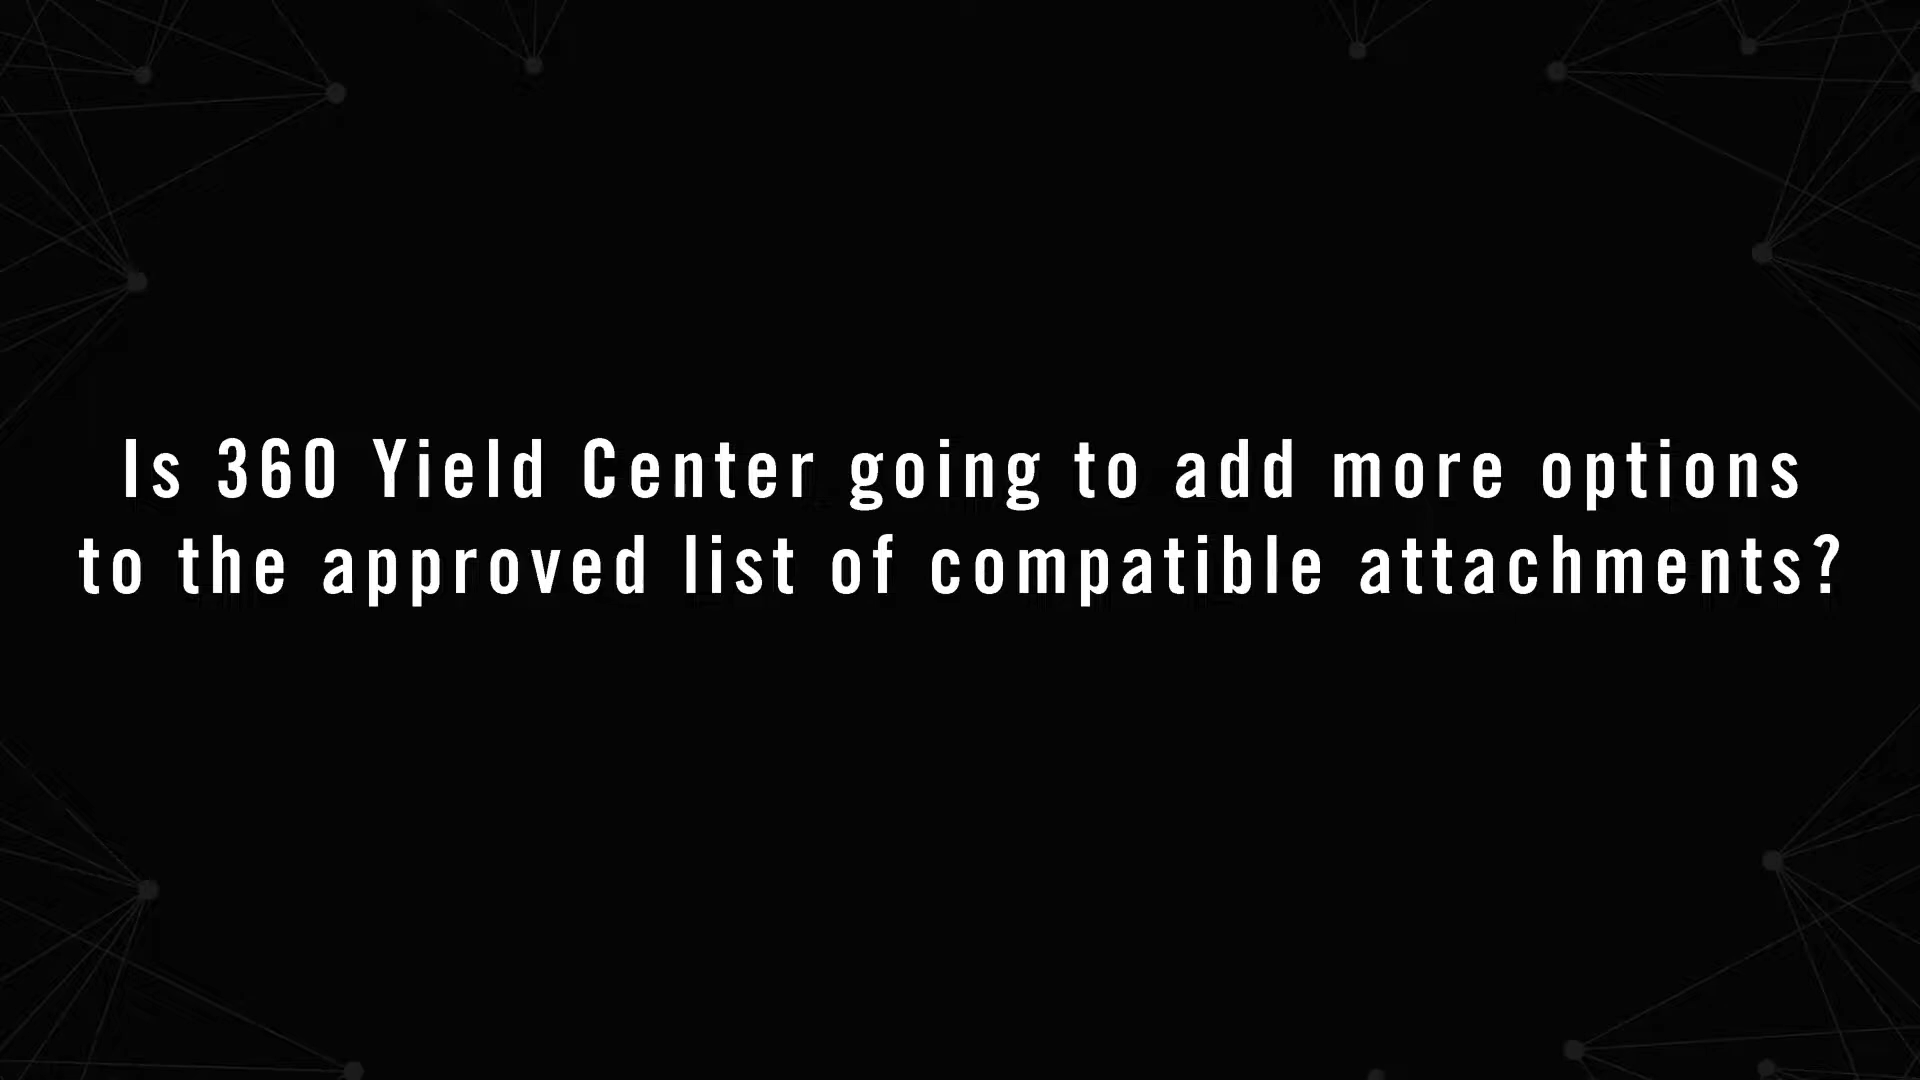 Is 360 Yield Center going to add more options
to the approved list of compatible attachments?